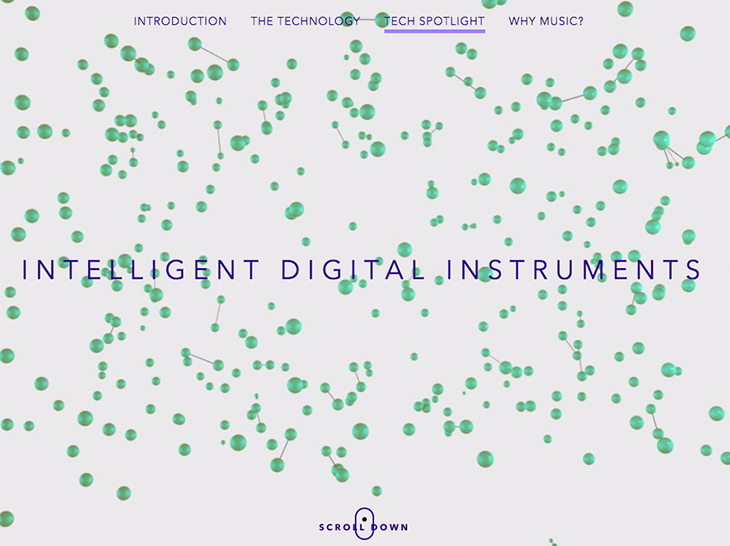 INTRODUCTION THE TECHNOLOGY TECH SPOTLIGHT WHY MUSIC?
INTELLIGENT DIGITAL INSTRUMENTS
SCROLL DOWN